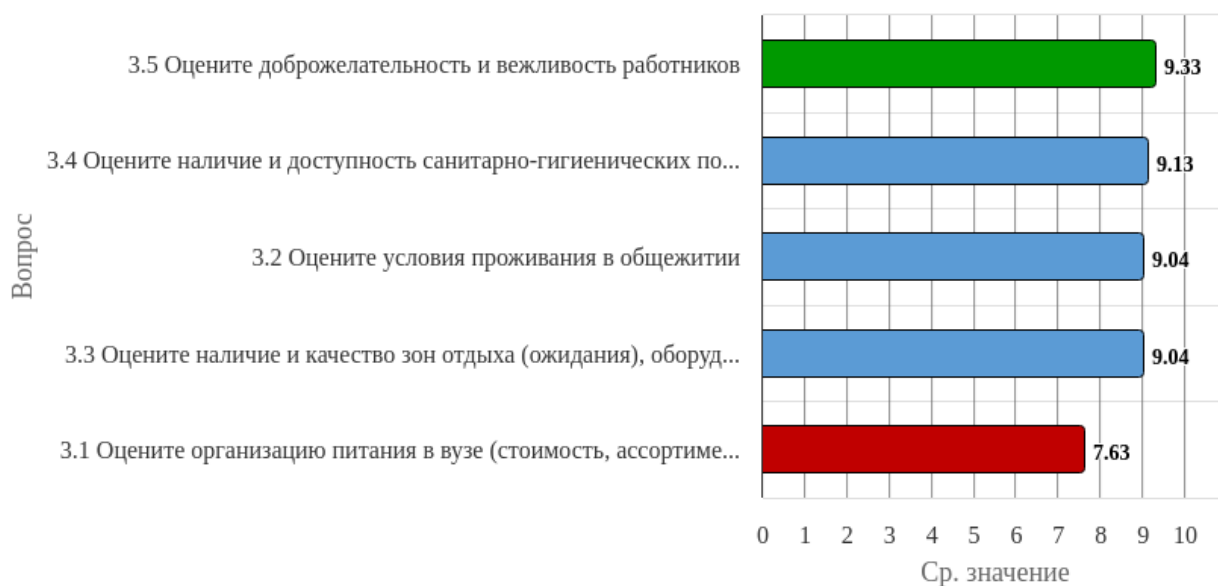 3.5 Оцените доброжелательность и вежливость работников
9.33
3.4 Оцените наличие и доступность санитарно-гигиенических по...
9.13
Вопрос
3.2 Оцените условия проживания в общежитии
9.04
3.3 Оцените наличие и качество зон отдыха (ожидания), оборуд...
9.04
3.1 Оцените организацию питания в вузе (стоимость, ассортиме...
7.63
0 1 2 3 4 5 6 7 8 9 10
Ср. значение